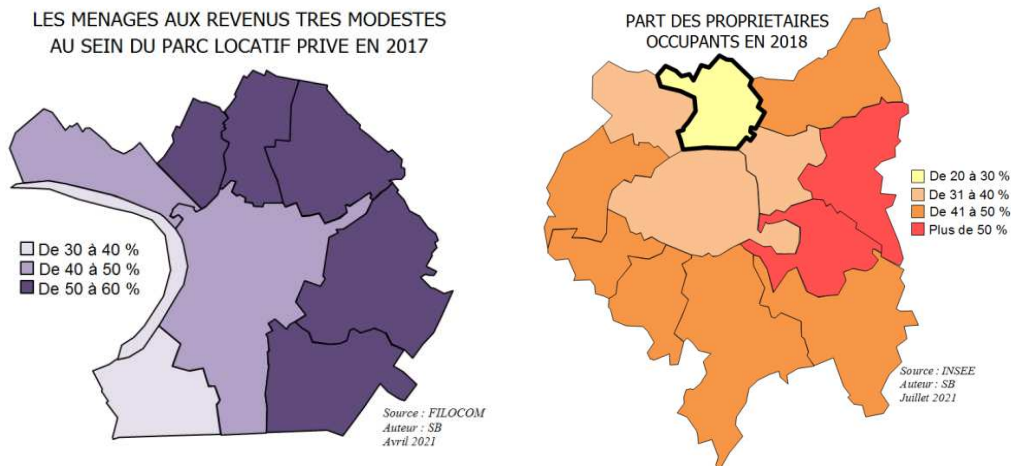 LES MENAGES AUX REVENUS TRES MODESTES
AU SEIN DU PARC LOCATIF PRIVE EN 2017
De 30 à 40 %
De 40 à 50 %
De 50 à 60 %
Source : FILOCOM
Auteur : SB
Avril 2021
PART DES PROPRIETAIRES
OCCUPANTS EN 2018
De 20 à 30 %
De 31 à 40 %
De 41 à 50 %
Plus de 50 %
Source : INSEE
Auteur : SB
Juillet 2021